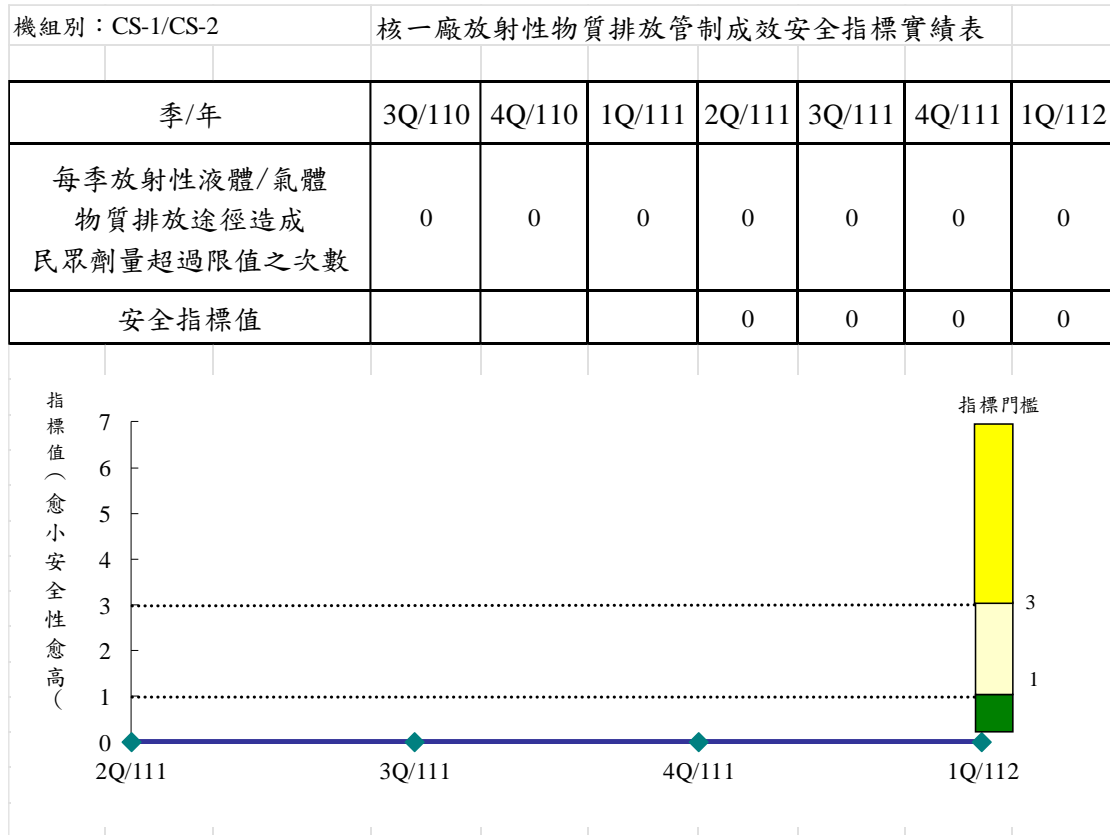 機組別：CS-1/CS-2 核一廠放射性物質排放管制成效安全指標實績表
季/年 3Q/110 4Q/110 1Q/111 2Q/111 3Q/111 4Q/111 1Q/112
每季放射性液體/氣體
物質排放途徑造成
民眾劑量超過限值之次數
0 0 0 0 0 0 0
安全指標值 0 0 0 0
指標值（愈小安全性愈高（
指標門檻
7
6
5
4
3
2
1
0
3
1
2Q/111 3Q/111 4Q/111 1Q/112